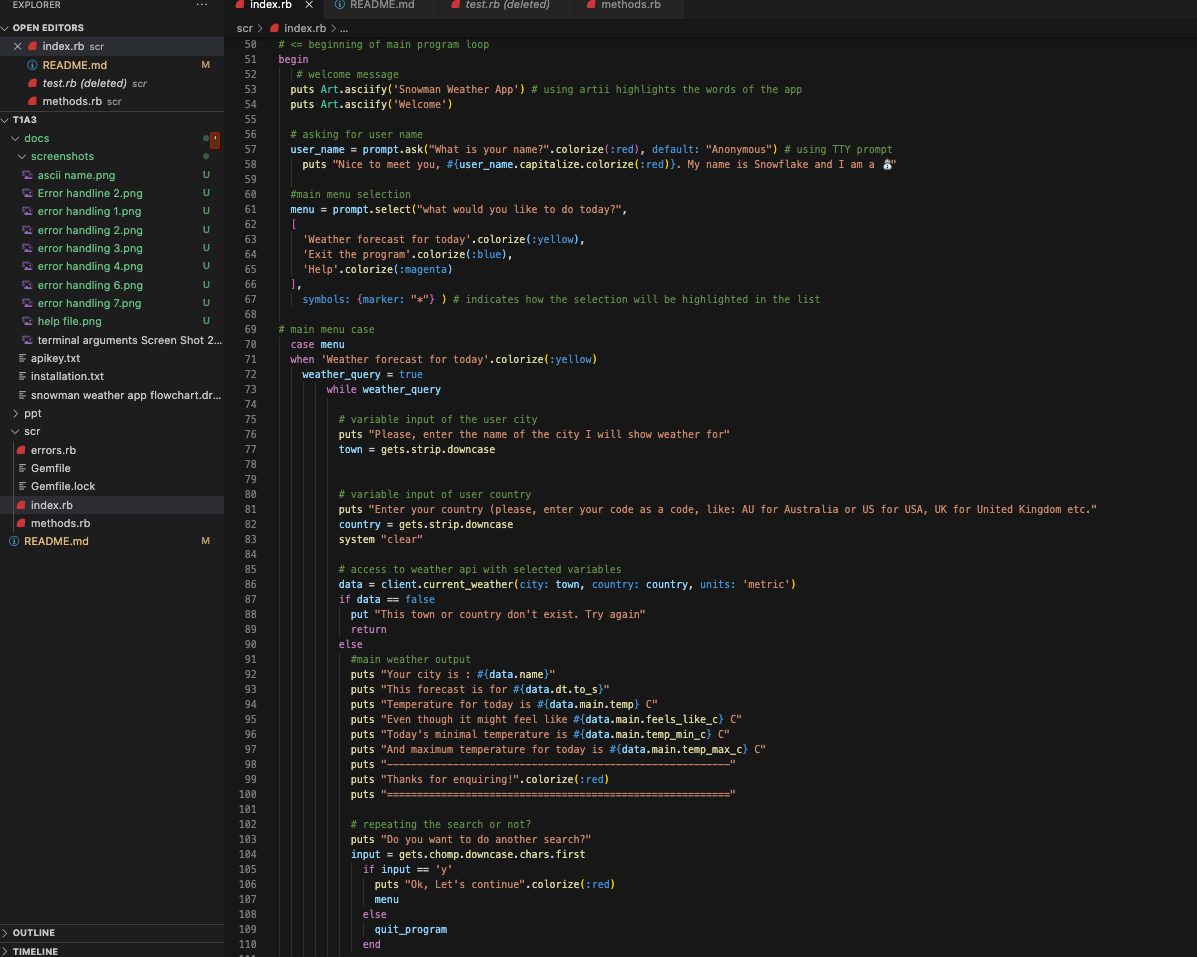 EXPLORER ...
OPEN EDITORS
index.rb scr
README.md M
test.rb (deleted) scr
methods.rb scr
T1A3
docs
screenshots
ascii name.png U
Error handline 2.png U
error handling 1.png U
error handling 2.png U
error handling 3.png U
error handling 4.png U
error handling 6.png U
error handling 7.png U
help file.png U
terminal arguments Screen Shot 2...
apikey.txt
installation.txt
snowman weather app flowchart.dr...
ppt
scr
errors.rb
Gemfile
Gemfile.lock
index.rb
methods.rb
README.md M
OUTLINE
TIMELINE
index.rb README.md test.rb (deleted) methods.rb
scr > index.rb > ...
50 # <= beginning of main program loop
51 begin
52 # welcome message
53 puts Art.asciify('Snowman Weather App') # using artii highlights the words of the app
54 puts Art.asciify('Welcome')
55
56 # asking for user name
57 user_name = prompt.ask("What is your name?".colorize(:red), default: "Anonymous") # using TTY prompt
58 puts "Nice to meet you, #{user_name.capitalize.colorize(:red)}. My name is Snowflake and I am a ⛄"
59
60 #main menu selection
61 menu = prompt.select("what would you like to do today?",
62 [
63 'Weather forecast for today'.colorize(:yellow),
64 'Exit the program'.colorize(:blue),
65 'Help'.colorize(:magenta)
66 ],
67 symbols: {marker: "*"} ) # indicates how the selection will be highlighted in the list
68
69 # main menu case
70 case menu
71 when 'Weather forecast for today'.colorize(:yellow)
72 weather_query = true
73 while weather_query
74
75 # variable input of the user city
76 puts "Please, enter the name of the city I will show weather for"
77 town = gets.strip.downcase
78
79
80 # variable input of user country
81 puts "Enter your country (please, enter your code as a code, like: AU for Australia or US for USA, UK for United Kingdom etc."
82 country = gets.strip.downcase
83 system "clear"
84
85 # access to weather api with selected variables
86 data = client.current_weather(city: town, country: country, units: 'metric')
87 if data == false
88 put "This town or country don't exist. Try again"
89 return
90 else
91 #main weather output
92 puts "Your city is : #{data.name}"
93 puts "This forecast is for #{data.dt.to_s}"
94 puts "Temperature for today is #{data.main.temp} C"
95 puts "Even though it might feel like #{data.main.feels_like_c} C"
96 puts "Today's minimal temperature is #{data.main.temp_min_c} C"
97 puts "And maximum temperature for today is #{data.main.temp_max_c} C"
98 puts "---------------------------------------------------------"
99 puts "Thanks for enquiring!".colorize(:red)
100 puts "========================================================="
101
102 # repeating the search or not?
103 puts "Do you want to do another search?"
104 input = gets.chomp.downcase.chars.first
105 if input == 'y'
106 puts "Ok, Let's continue".colorize(:red)
107 menu
108 else
109 quit_program
110 end